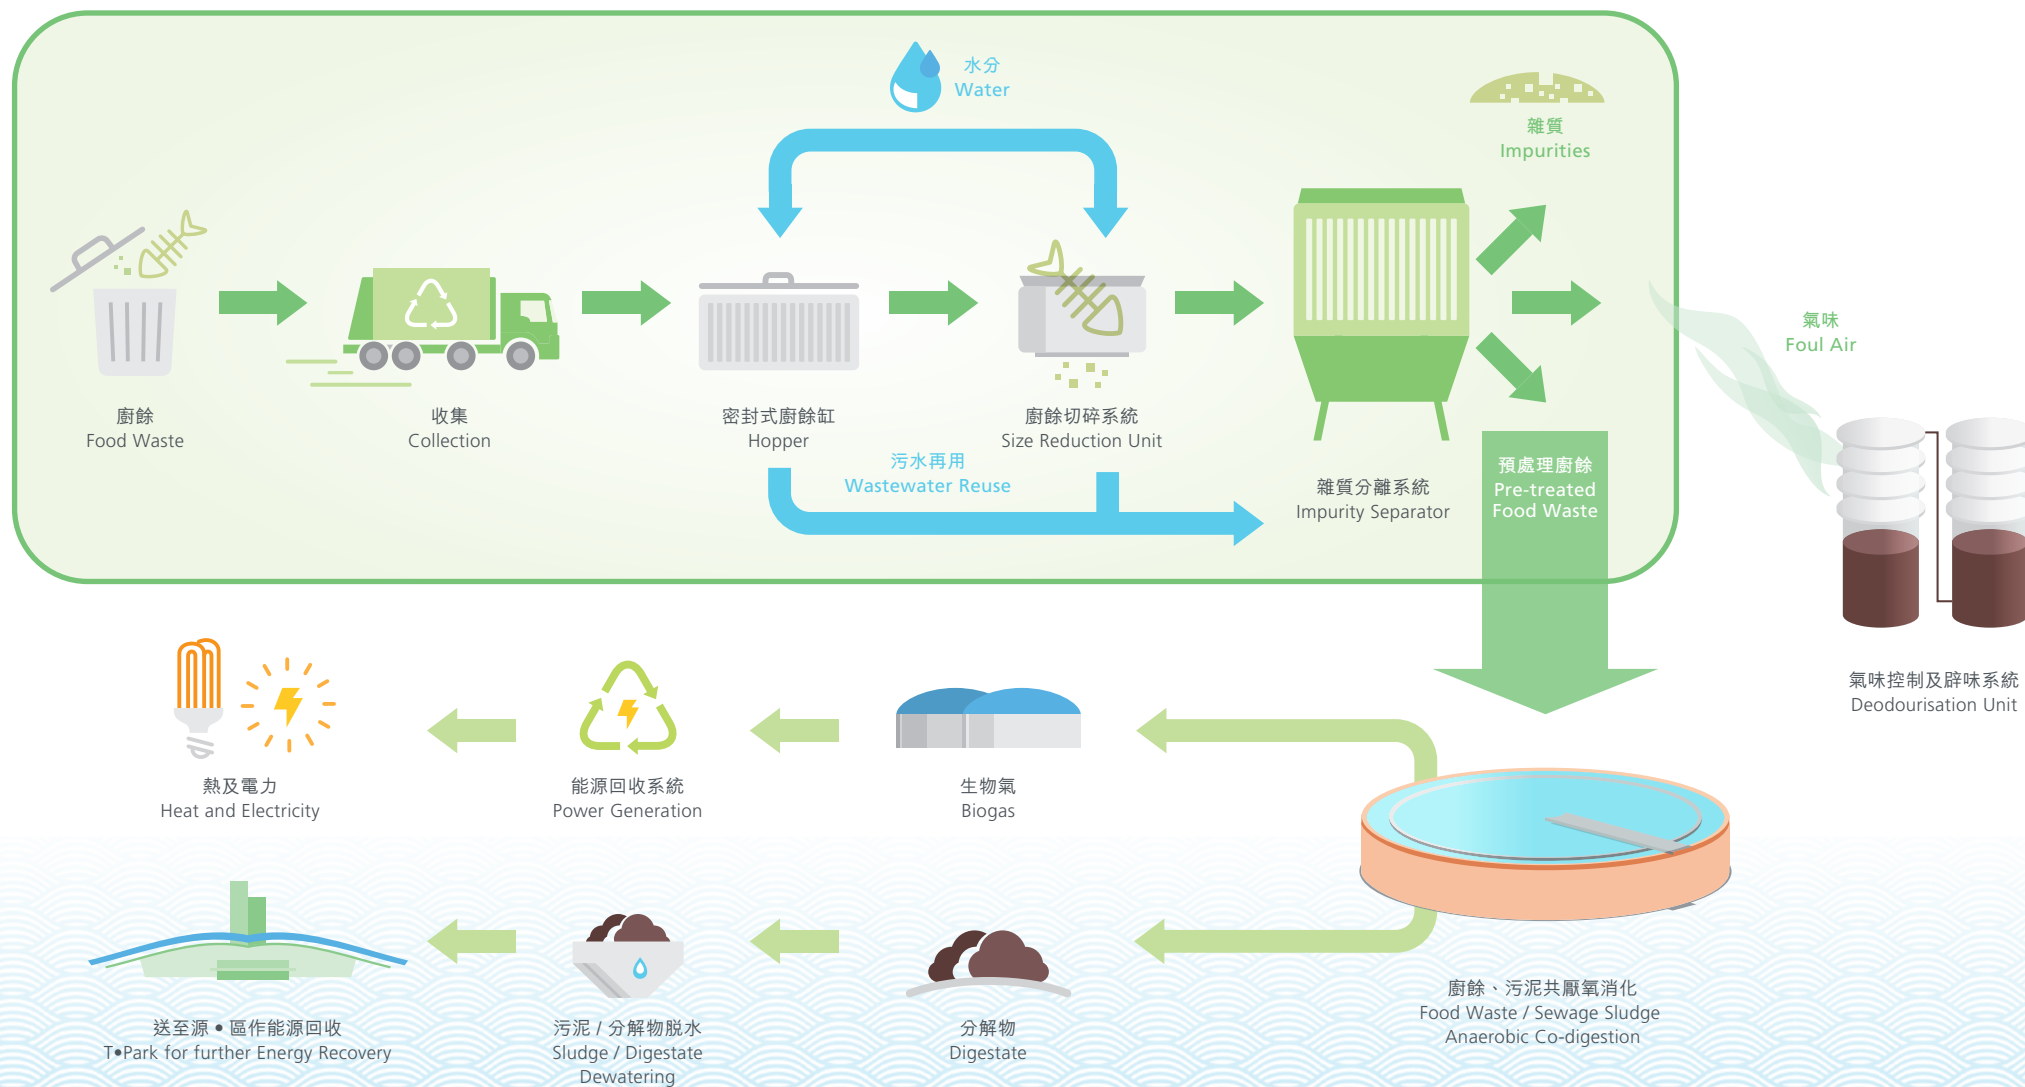 水分
Water
雜質
Impurities
氣味
Foul Air
廚餘
Food Waste
收集
Collection
密封式廚餘缸
Hopper
廚餘切碎系統
Size Reduction Unit
污水再用
Wastewater Reuse
雜質分離系統
Impurity Separator
預處理廚餘
Pre-treated
Food Waste
氣味控制及辟味系統
Deodourisation Unit
熱及電力
Heat and Electricity
能源回收系統
Power Generation
生物氣
Biogas
廚餘、污泥共厭氧消化
Food Waste / Sewage Sludge
Anaerobic Co-digestion
送至源•區作能源回收
T•Park for further Energy Recovery
污泥 / 分解物脱水
Sludge / Digestate
Dewatering
分解物
Digestate